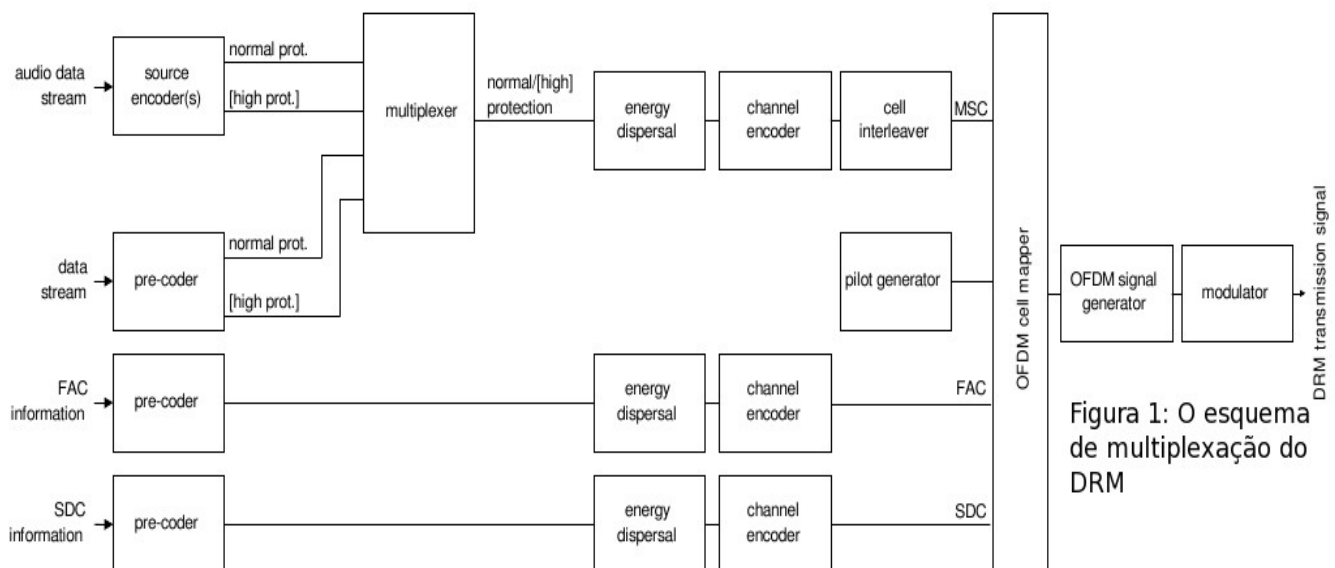 audio data
stream
source
encoder(s)
normal prot.
[high prot.]
multiplexer
normal/[high]
protection
energy
dispersal
channel
encoder
cell
interleaver
MSC
data
stream
pre-coder
normal prot.
[high prot.]
pilot generator
FAC
information
pre-coder
energy
dispersal
channel
encoder
FAC
SDC
information
pre-coder
energy
dispersal
channel
encoder
SDC
OFDM cell mapper
OFDM signal
generator
modulator
DRM transmission signal
Figura 1: O esquema
de multiplexação do
DRM